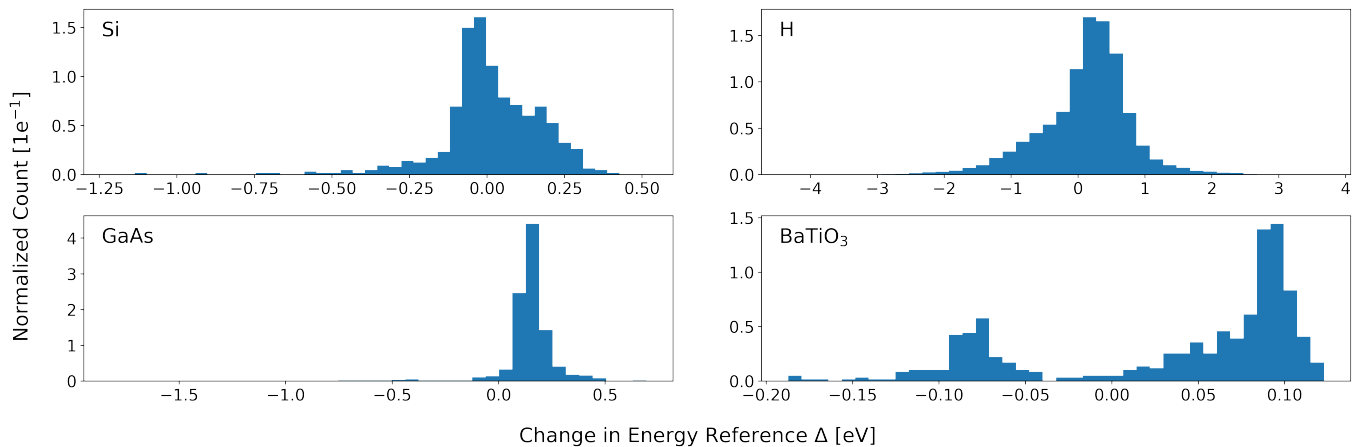 Si
1.5
1.0
0.5
0.0
−1.25 −1.00 −0.75 −0.50 −0.25 0.00 0.25 0.50
H
1.5
1.0
0.5
0.0
−4 −3 −2 −1 0 1 2 3 4
GaAs
4
3
2
1
0
−1.5 −1.0 −0.5 0.0 0.5
BaTiO₃
1.5
1.0
0.5
0.0
−0.20 −0.15 −0.10 −0.05 0.00 0.05 0.10
Normalized Count [1e⁻¹]
Change in Energy Reference Δ [eV]